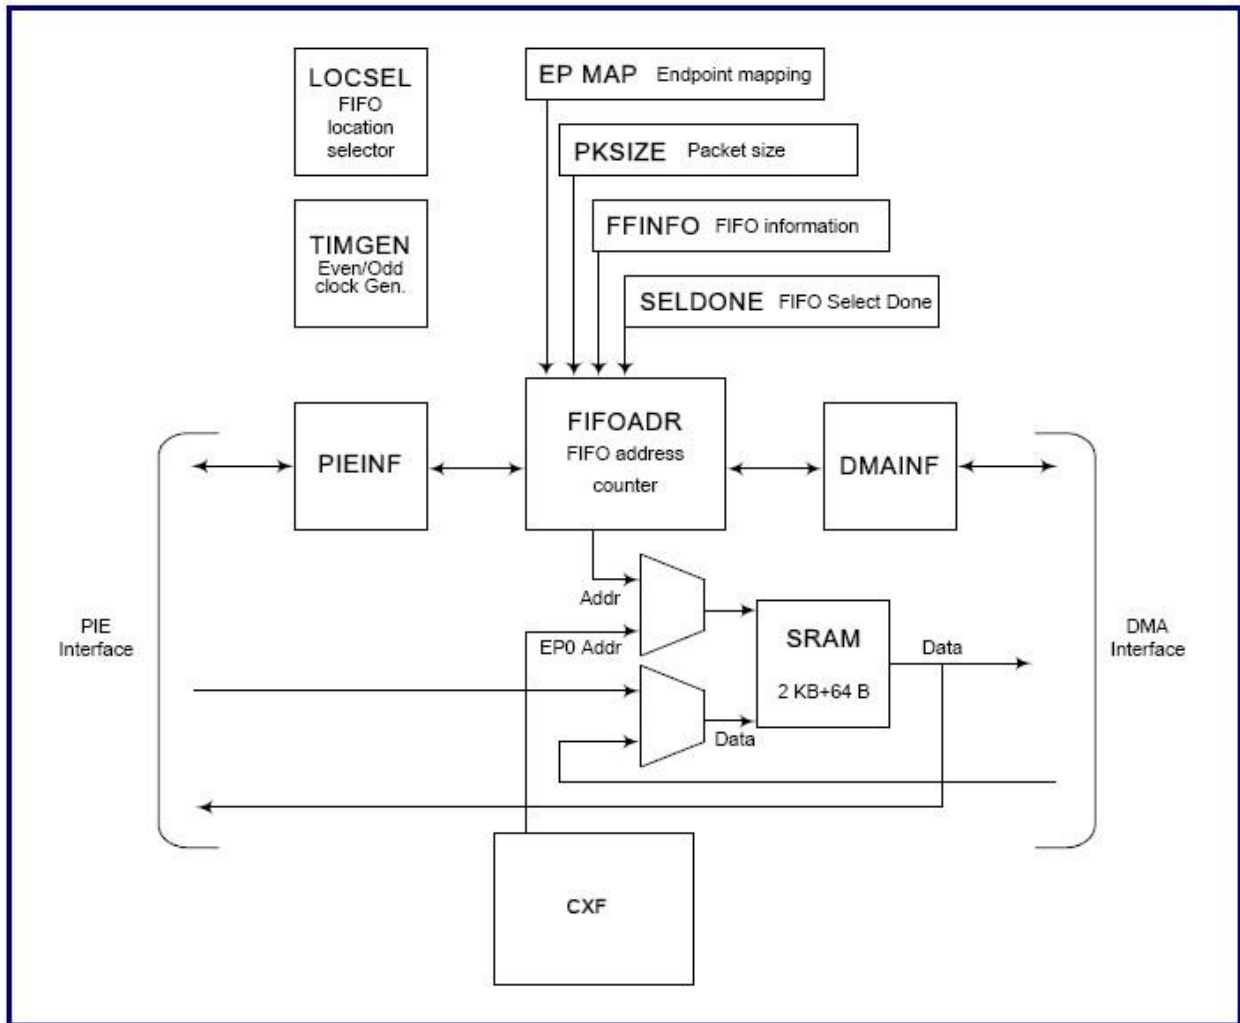 LOCSEL
FIFO
location
selector
EP MAP Endpoint mapping
PKSIZE Packet size
TIMGEN
Even/Odd
clock Gen.
FFINFO FIFO information
SELDONE FIFO Select Done
PIEINF
FIFOADR
FIFO address
counter
DMAINF
Addr
EP0 Addr
PIE
Interface
SRAM
2 KB+64 B
Data
Data
DMA
Interface
CXF